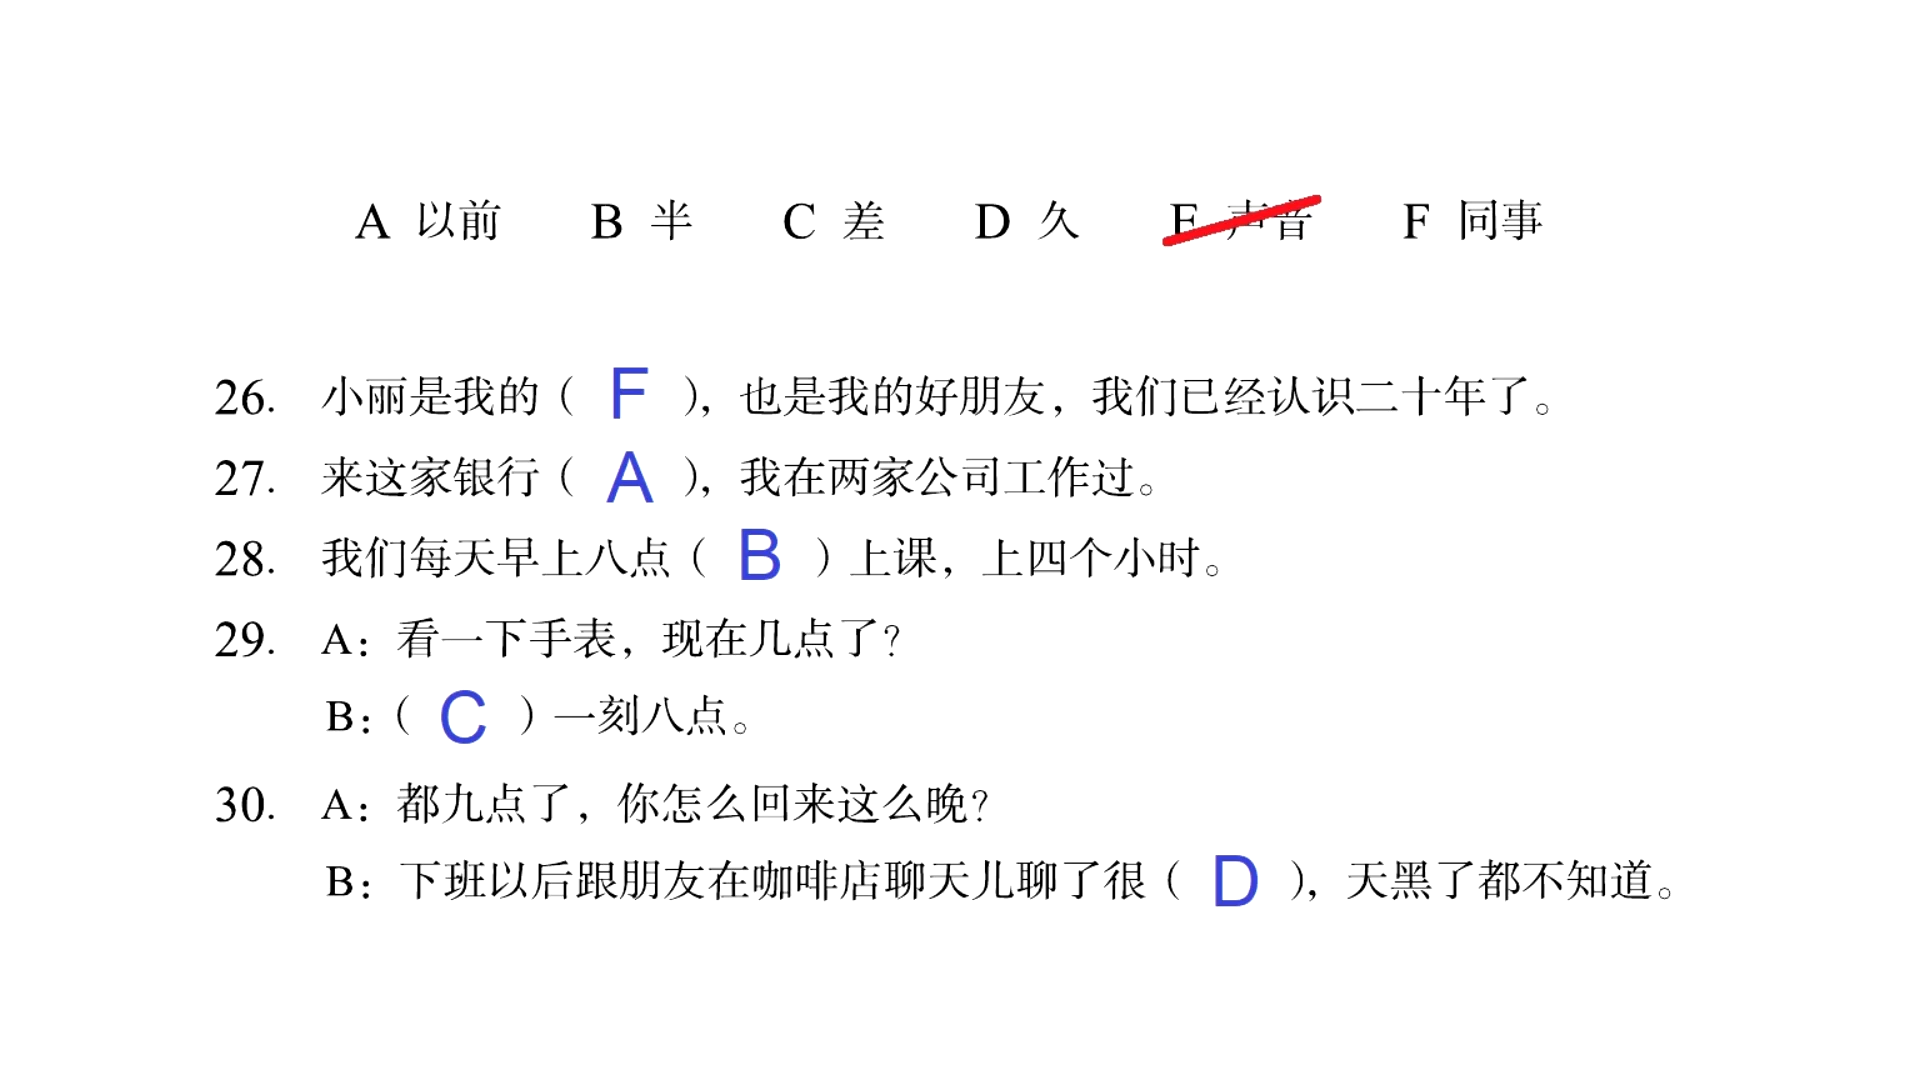 A 以前 B 半 C 差 D 久 E 声音 F 同事
26. 小丽是我的（ F ），也是我的好朋友，我们已经认识二十年了。
27. 来这家银行（ A ），我在两家公司工作过。
28. 我们每天早上八点（ B ）上课，上四个小时。
29. A：看一下手表，现在几点了？
B：（ C ）一刻八点。
30. A：都九点了，你怎么回来这么晚？
B：下班以后跟朋友在咖啡店聊天儿聊了很（ D ），天黑了都不知道。